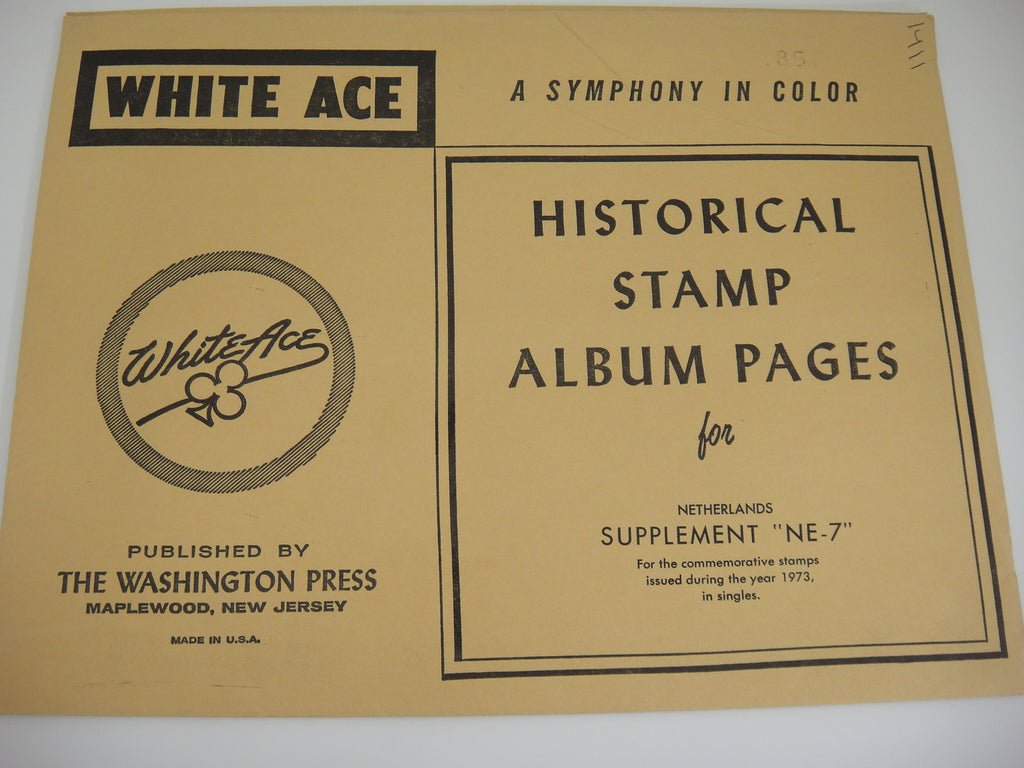 WHITE ACE
A SYMPHONY IN COLOR
.85
1411
HISTORICAL
STAMP
ALBUM PAGES
for
NETHERLANDS
SUPPLEMENT "NE-7"
For the commemorative stamps
issued during the year 1973,
in singles.
White Ace
PUBLISHED BY
THE WASHINGTON PRESS
MAPLEWOOD, NEW JERSEY
MADE IN U.S.A.